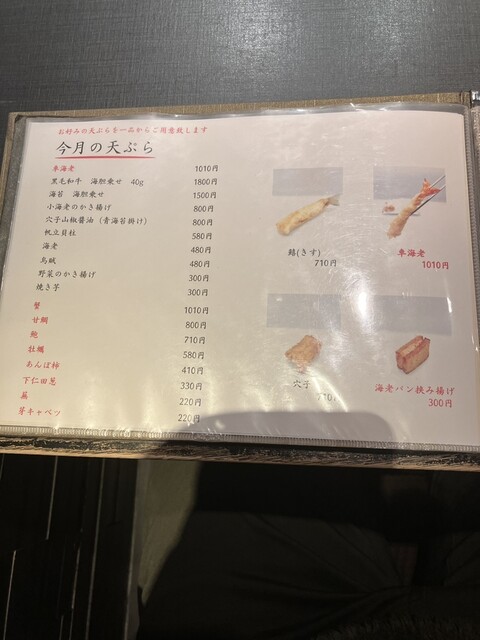 お好みの天ぷらを一品からご用意致します
今月の天ぷら
車海老 1010円
黒毛和牛 海胆乗せ 40g 1800円
海苔 海胆乗せ 1500円
小海老のかき揚げ 800円
穴子山椒醤油(青海苔掛け) 800円
帆立貝柱 580円
海老 480円
烏賊 480円
野菜のかき揚げ 300円
焼き芋 300円
蟹 1010円
甘鯛 800円
鮑 710円
牡蠣 580円
あんぽ柿 410円
下仁田葱 330円
蕪 220円
芽キャベツ 220円
鱚(きす)
710円
車海老
1010円
穴子
海老パン挟み揚げ
300円